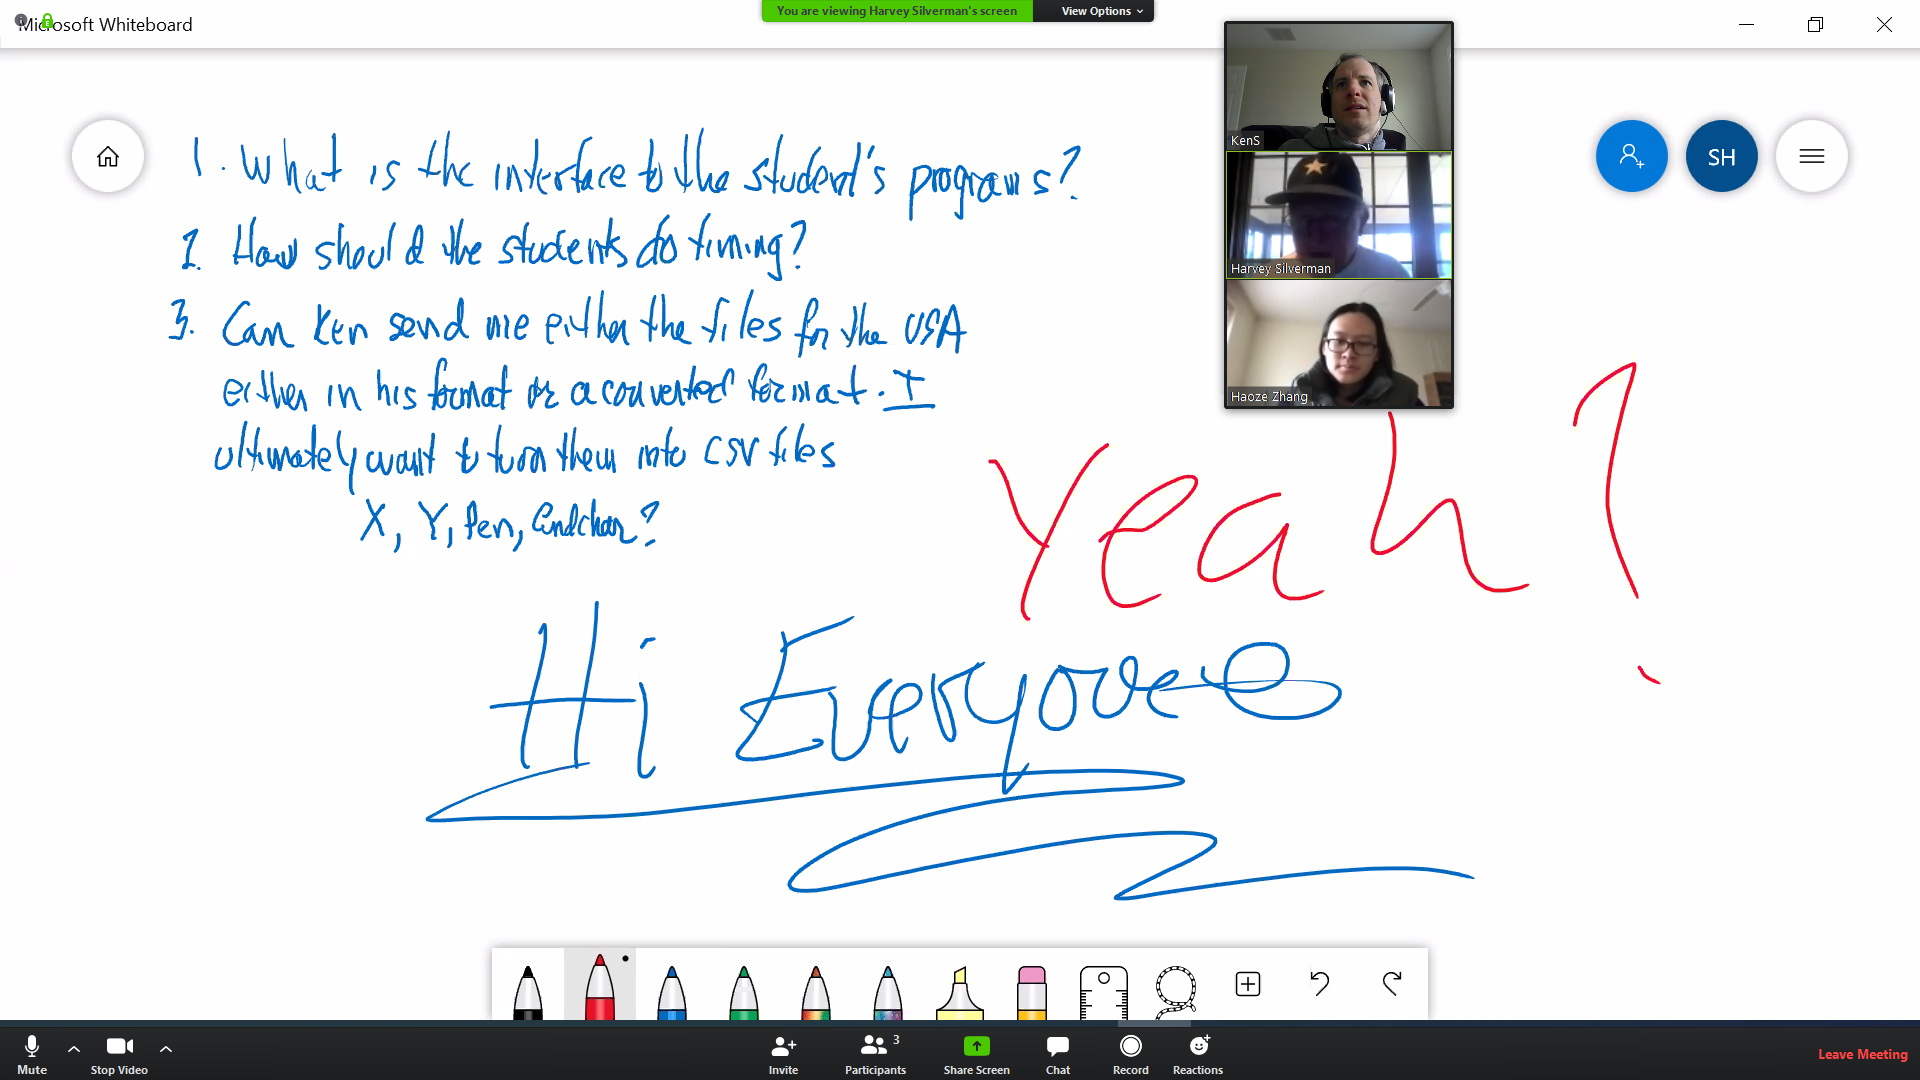 You are viewing Harvey Silverman's screen
View Options
Microsoft Whiteboard
KenS
Harvey Silverman
Haoze Zhang
SH
1. What is the interface to the student's programs?
2. How should the students do timing?
3. Can Ken send me either the files for the USA
either in his format or a converted format. I
ultimately want to turn them into CSV files
X, Y, Pen, Endchar?
Yeah?
Hi Everyone
Mute
Stop Video
Invite
Participants
3
Share Screen
Chat
Record
Reactions
Leave Meeting